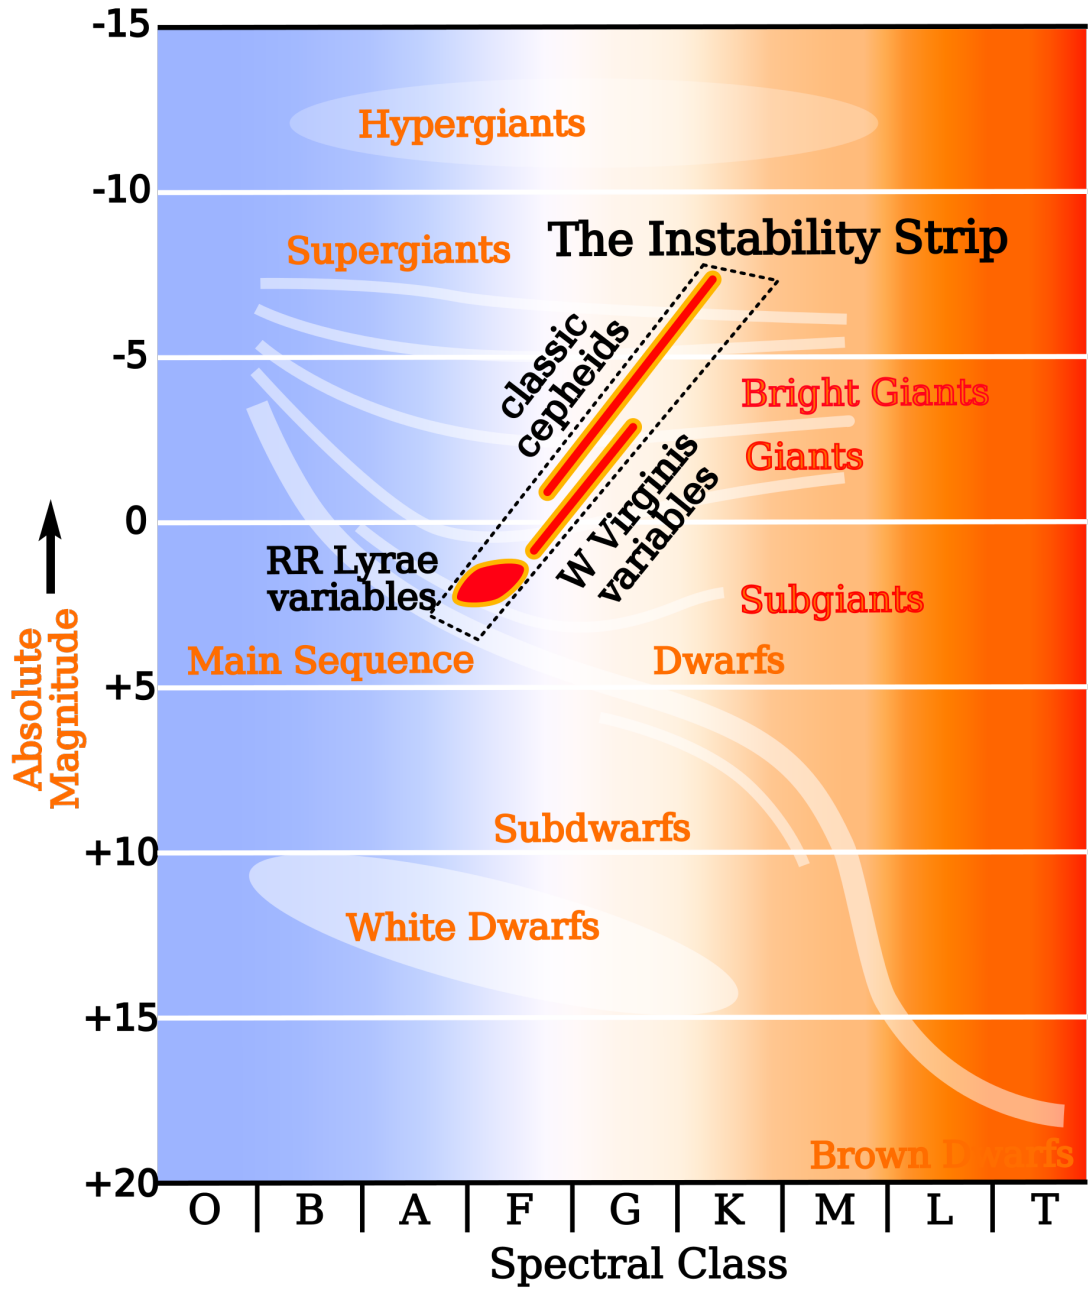 -15
Hypergiants
-10
The Instability Strip
Supergiants
classic
cepheids
-5
Bright Giants
Giants
W Virginis
variables
0
RR Lyrae
variables
Subgiants
Main Sequence
Dwarfs
+5
Absolute
Magnitude
Subdwarfs
+10
White Dwarfs
+15
Brown Dwarfs
+20
O B A F G K M L T
Spectral Class